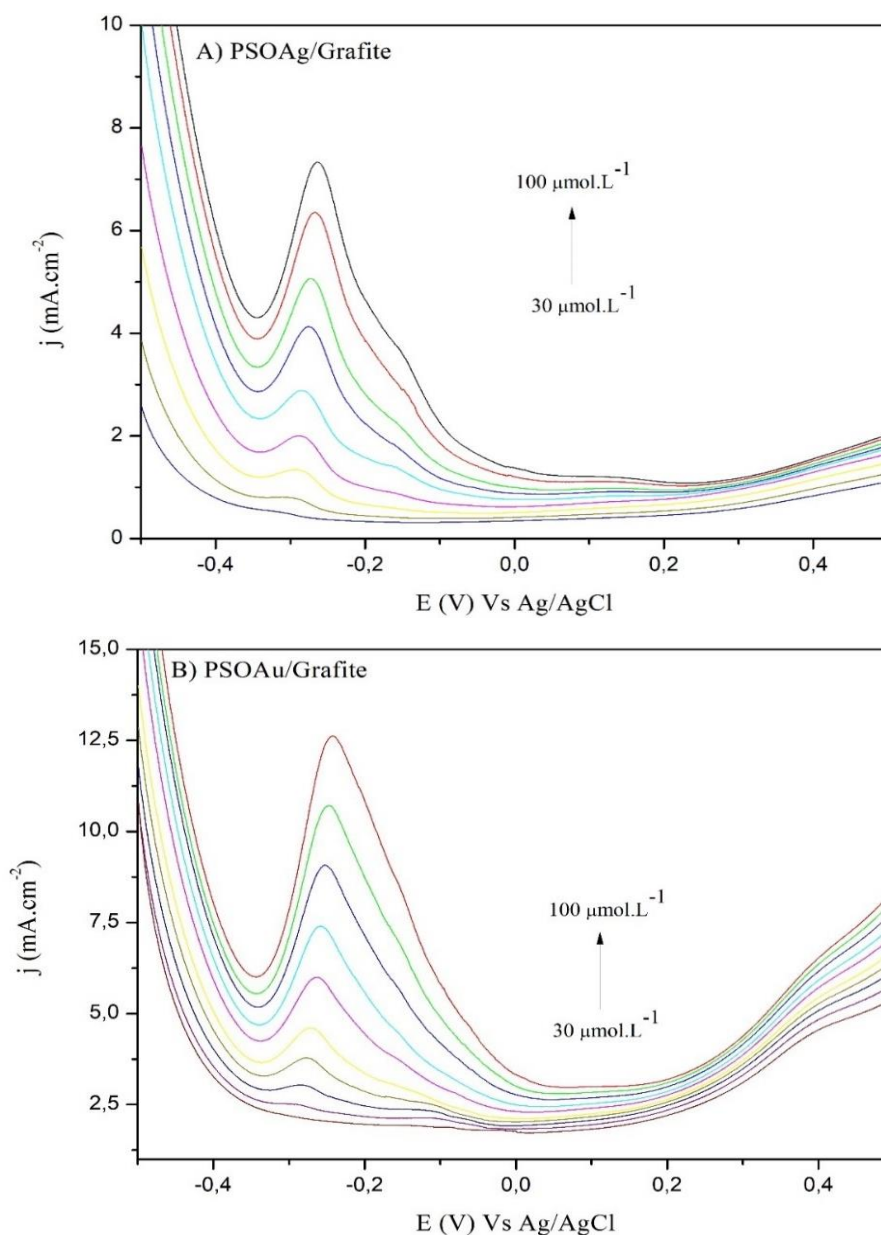 10
A) PSOAg/Grafite
8
100 μmol.L⁻¹
6
30 μmol.L⁻¹
j (mA.cm⁻²)
4
2
0
-0,4 -0,2 0,0 0,2 0,4
E (V) Vs Ag/AgCl
15,0
B) PSOAu/Grafite
12,5
10,0
100 μmol.L⁻¹
7,5
j (mA.cm⁻²)
5,0
30 μmol.L⁻¹
2,5
-0,4 -0,2 0,0 0,2 0,4
E (V) Vs Ag/AgCl